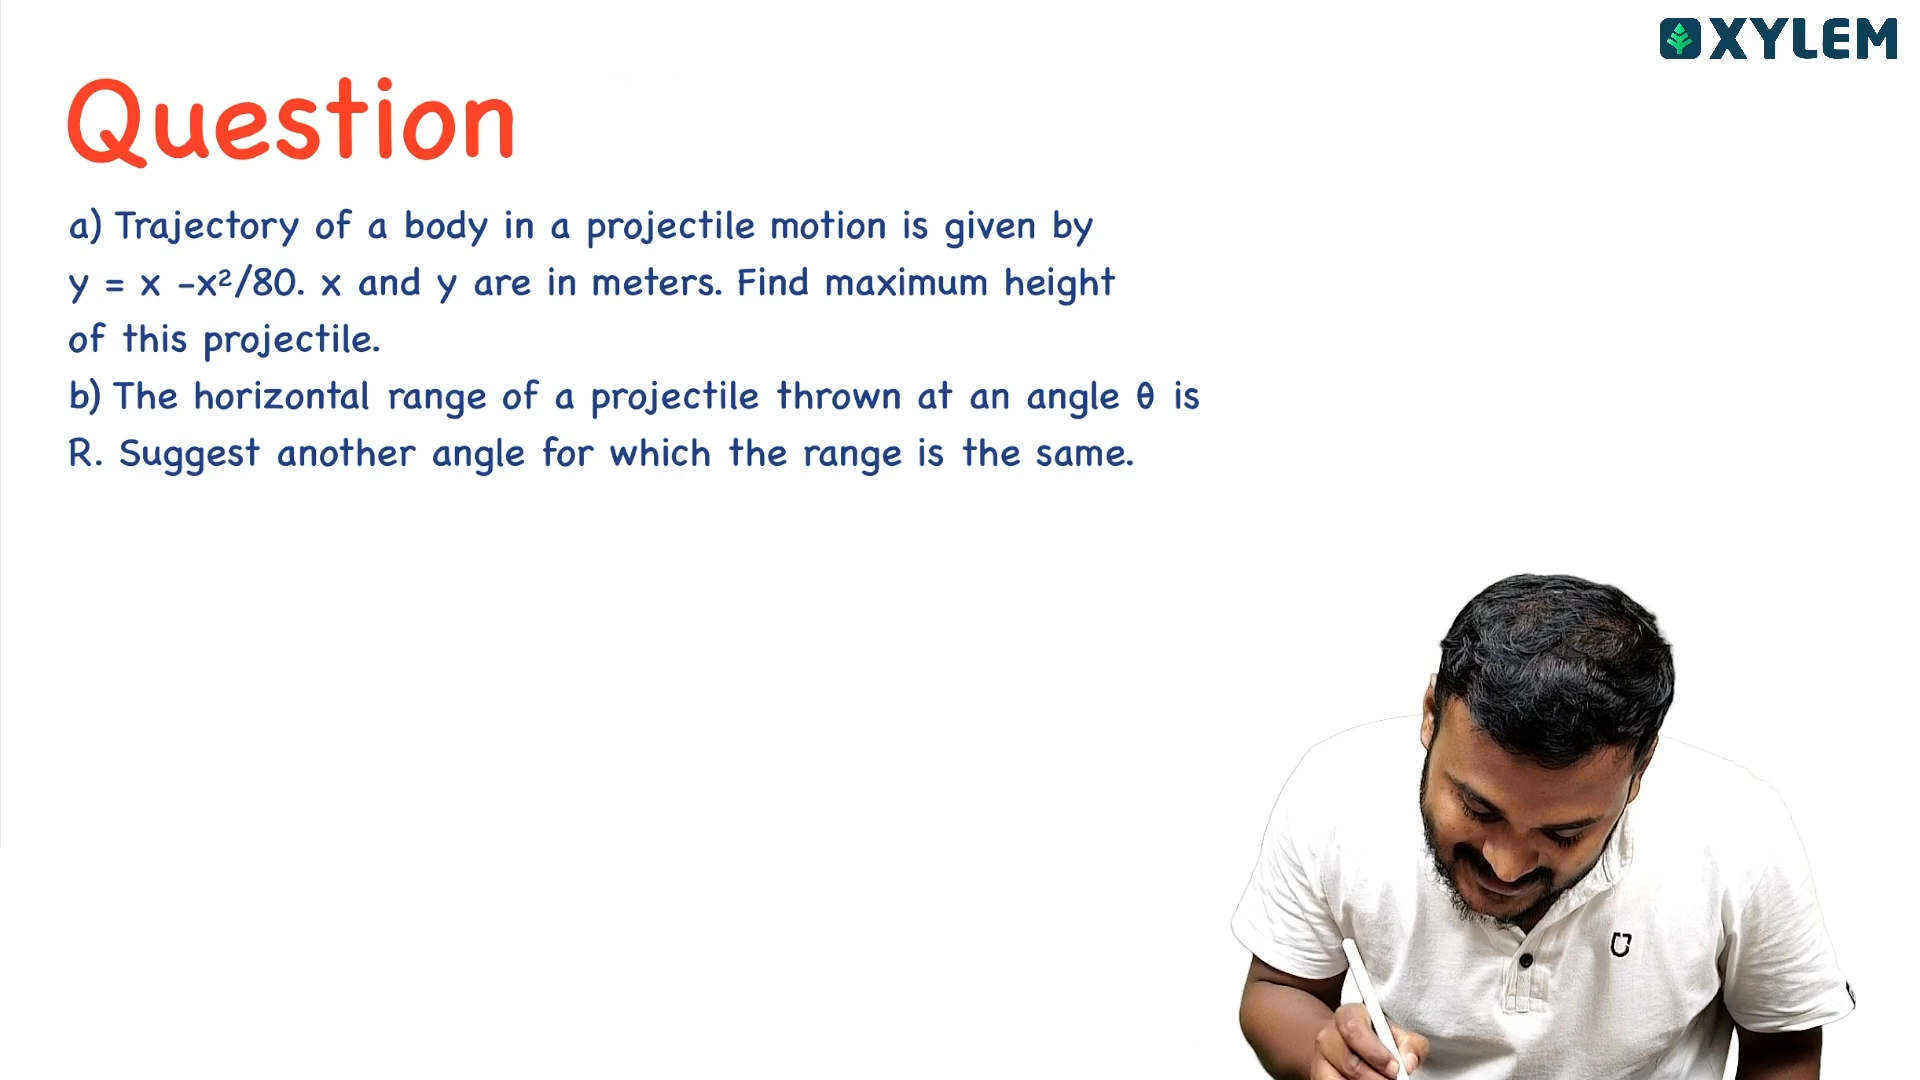 XYLEM
Question
a) Trajectory of a body in a projectile motion is given by
y = x -x²/80. x and y are in meters. Find maximum height
of this projectile.
b) The horizontal range of a projectile thrown at an angle θ is
R. Suggest another angle for which the range is the same.